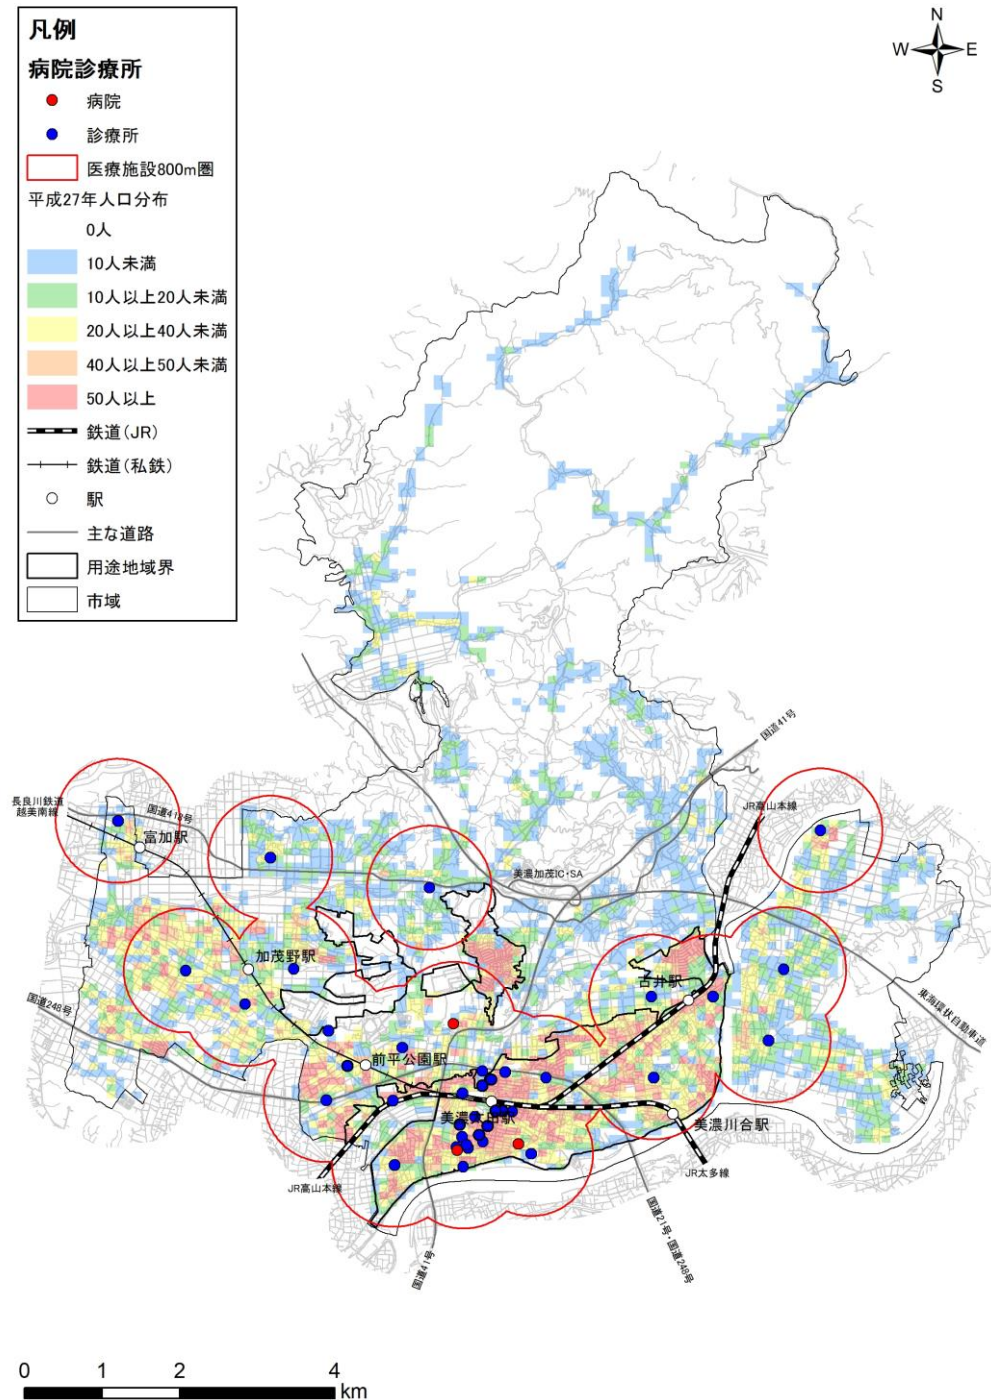 凡例
病院診療所
病院
診療所
医療施設800m圏
平成27年人口分布
0人
10人未満
10人以上20人未満
20人以上40人未満
40人以上50人未満
50人以上
鉄道(JR)
鉄道(私鉄)
駅
主な道路
用途地域界
市域
N
W E
S
国道41号
長良川鉄道
越美南線
国道418号
富加駅
JR高山本線
美濃加茂IC・SA
加茂野駅
古井駅
国道248号
東海環状自動車道
前平公園駅
美濃太田駅
美濃川合駅
JR高山本線
JR太多線
国道41号
国道21号・国道248号
0 1 2 4
km